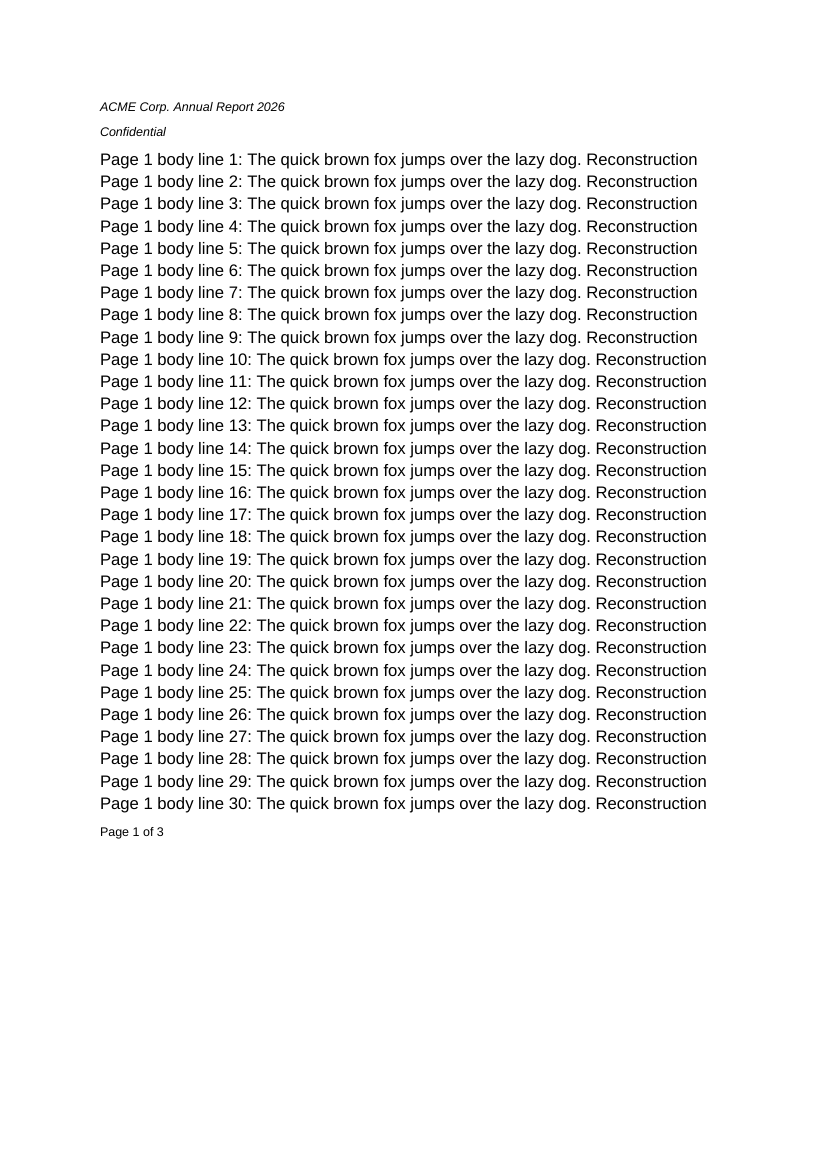 ACME Corp. Annual Report 2026
Confidential
Page 1 body line 1: The quick brown fox jumps over the lazy dog. Reconstruction
Page 1 body line 2: The quick brown fox jumps over the lazy dog. Reconstruction
Page 1 body line 3: The quick brown fox jumps over the lazy dog. Reconstruction
Page 1 body line 4: The quick brown fox jumps over the lazy dog. Reconstruction
Page 1 body line 5: The quick brown fox jumps over the lazy dog. Reconstruction
Page 1 body line 6: The quick brown fox jumps over the lazy dog. Reconstruction
Page 1 body line 7: The quick brown fox jumps over the lazy dog. Reconstruction
Page 1 body line 8: The quick brown fox jumps over the lazy dog. Reconstruction
Page 1 body line 9: The quick brown fox jumps over the lazy dog. Reconstruction
Page 1 body line 10: The quick brown fox jumps over the lazy dog. Reconstruction
Page 1 body line 11: The quick brown fox jumps over the lazy dog. Reconstruction
Page 1 body line 12: The quick brown fox jumps over the lazy dog. Reconstruction
Page 1 body line 13: The quick brown fox jumps over the lazy dog. Reconstruction
Page 1 body line 14: The quick brown fox jumps over the lazy dog. Reconstruction
Page 1 body line 15: The quick brown fox jumps over the lazy dog. Reconstruction
Page 1 body line 16: The quick brown fox jumps over the lazy dog. Reconstruction
Page 1 body line 17: The quick brown fox jumps over the lazy dog. Reconstruction
Page 1 body line 18: The quick brown fox jumps over the lazy dog. Reconstruction
Page 1 body line 19: The quick brown fox jumps over the lazy dog. Reconstruction
Page 1 body line 20: The quick brown fox jumps over the lazy dog. Reconstruction
Page 1 body line 21: The quick brown fox jumps over the lazy dog. Reconstruction
Page 1 body line 22: The quick brown fox jumps over the lazy dog. Reconstruction
Page 1 body line 23: The quick brown fox jumps over the lazy dog. Reconstruction
Page 1 body line 24: The quick brown fox jumps over the lazy dog. Reconstruction
Page 1 body line 25: The quick brown fox jumps over the lazy dog. Reconstruction
Page 1 body line 26: The quick brown fox jumps over the lazy dog. Reconstruction
Page 1 body line 27: The quick brown fox jumps over the lazy dog. Reconstruction
Page 1 body line 28: The quick brown fox jumps over the lazy dog. Reconstruction
Page 1 body line 29: The quick brown fox jumps over the lazy dog. Reconstruction
Page 1 body line 30: The quick brown fox jumps over the lazy dog. Reconstruction
Page 1 of 3